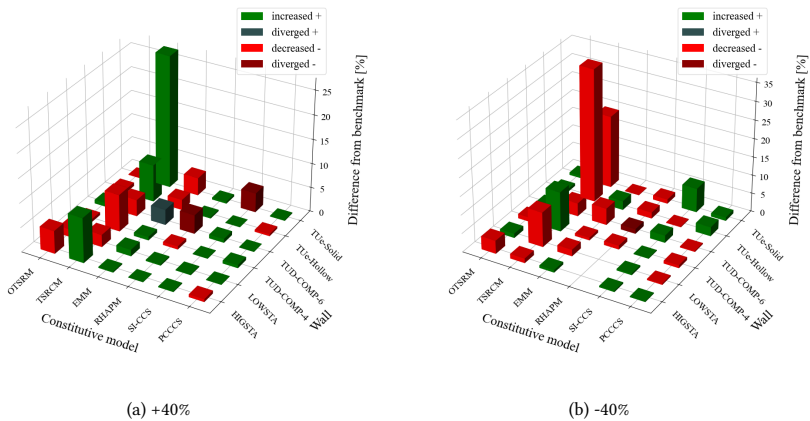 increased +
diverged +
decreased -
diverged -
25
20
15
10
5
0
Difference from benchmark [%]
TUe-Solid
TUe-Hollow
TUD-COMP-6
TUD-COMP-4
LOWSTA
HIGSTA
Wall
OTSRM
TSRCM
EMM
RHAPM
SI-CCS
PCCCS
Constitutive model
(a) +40%
increased +
diverged +
decreased -
diverged -
35
30
25
20
15
10
5
0
Difference from benchmark [%]
TUe-Solid
TUe-Hollow
TUD-COMP-6
TUD-COMP-4
LOWSTA
HIGSTA
Wall
OTSRM
TSRCM
EMM
RHAPM
SI-CCS
PCCCS
Constitutive model
(b) -40%